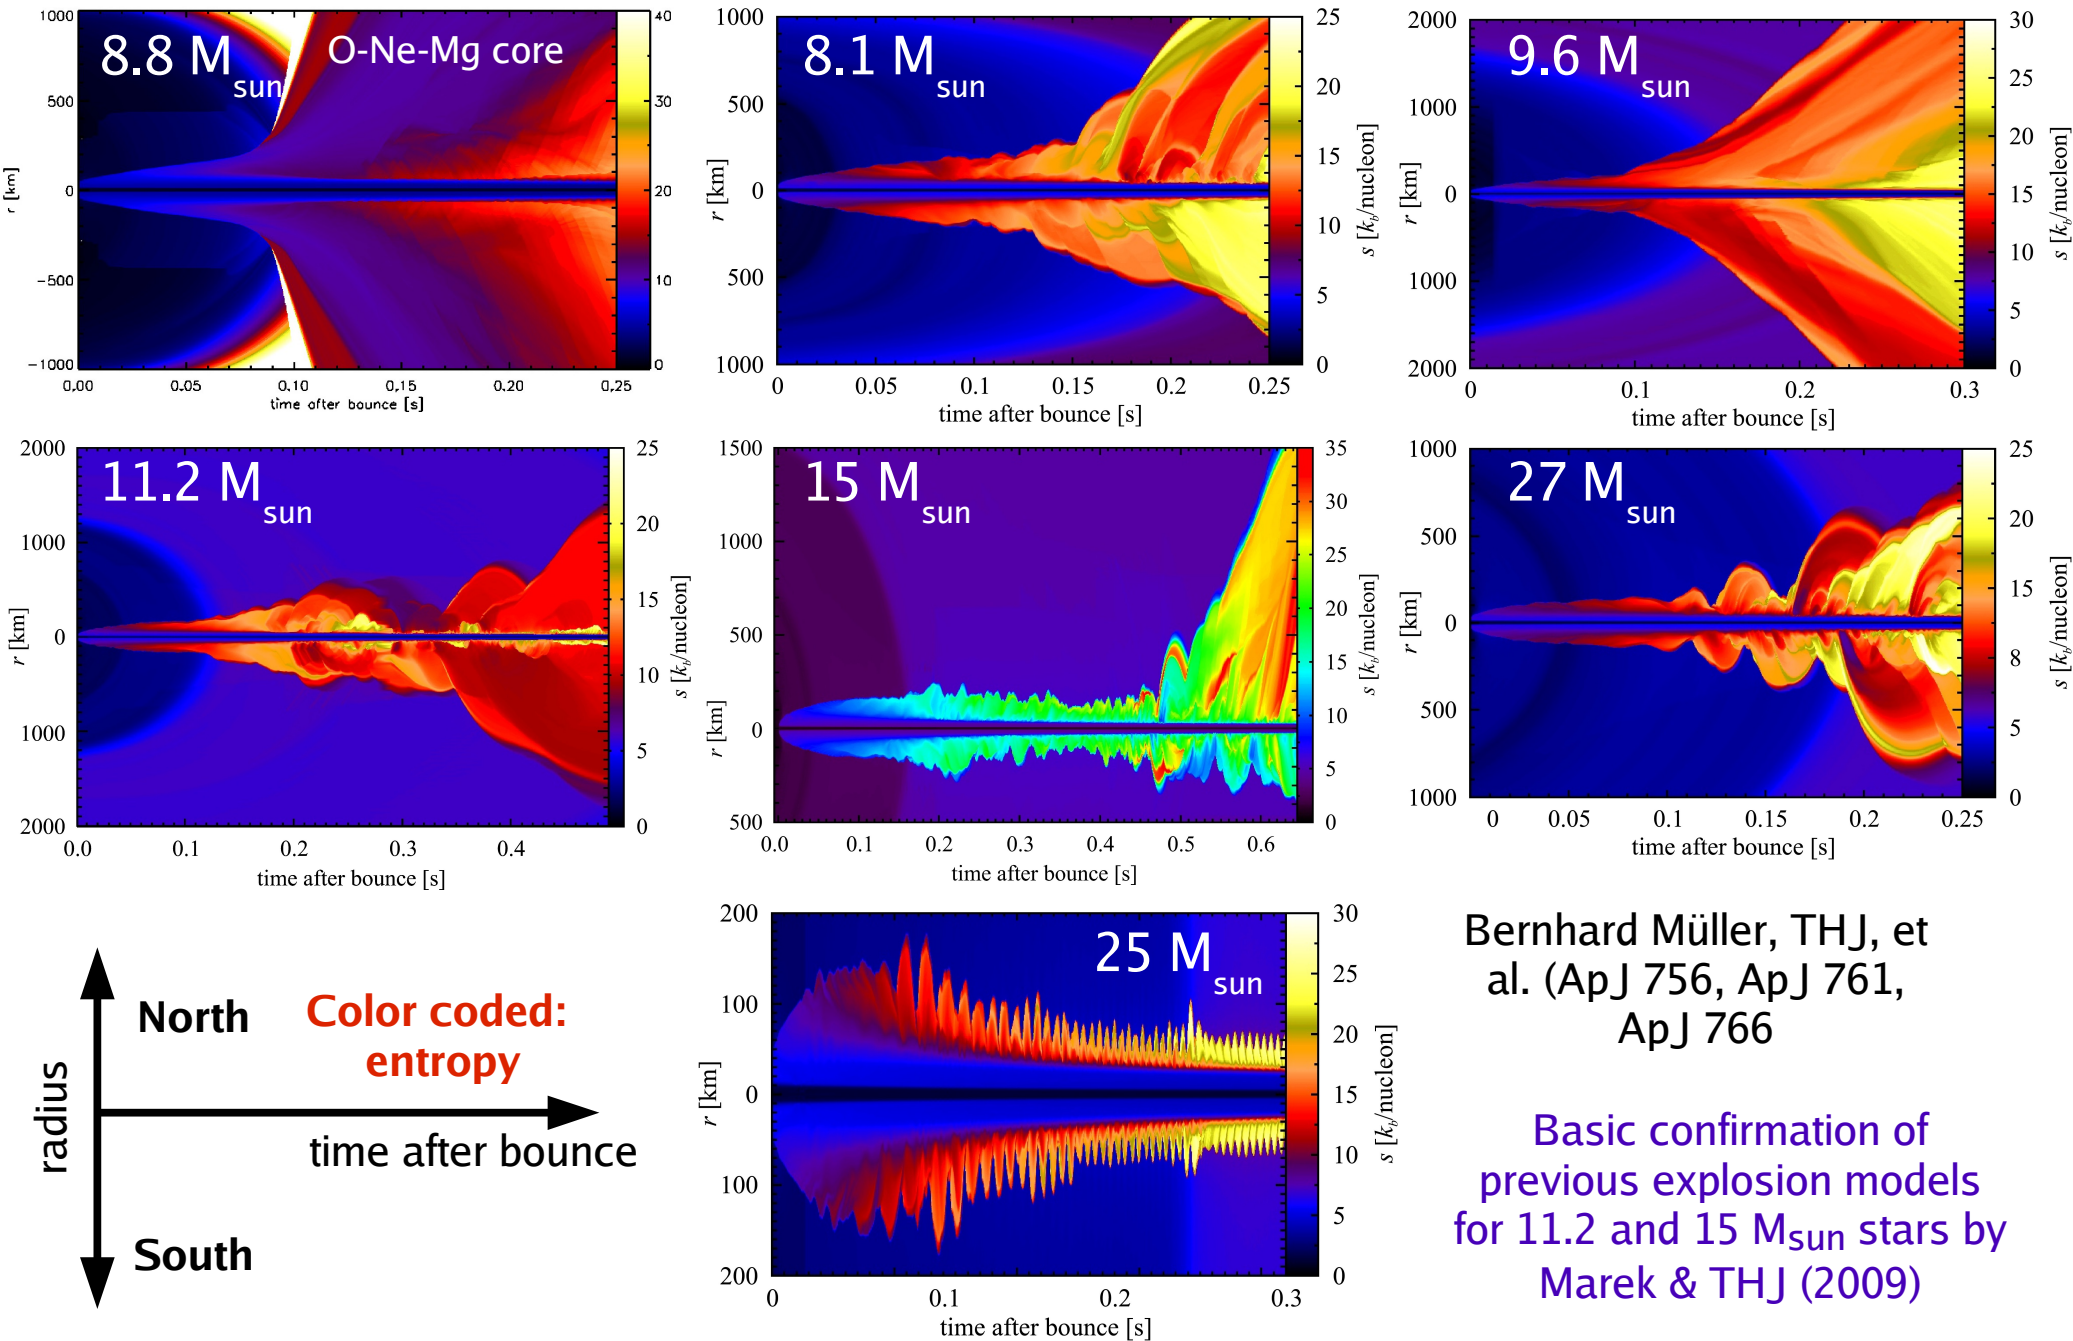 8.8 M
sun
O-Ne-Mg core
1000
500
0
−500
−1000
r [km]
0.00
0.05
0.10
0.15
0.20
0.25
time after bounce [s]
40
30
20
10
0
8.1 M
sun
1000
500
0
500
1000
r [km]
0
0.05
0.1
0.15
0.2
0.25
time after bounce [s]
25
20
15
10
5
0
s [kb/nucleon]
9.6 M
sun
2000
1000
0
1000
2000
r [km]
0
0.1
0.2
0.3
time after bounce [s]
30
25
20
15
10
5
0
s [kb/nucleon]
11.2 M
sun
2000
1000
0
1000
2000
r [km]
0.0
0.1
0.2
0.3
0.4
time after bounce [s]
25
20
15
10
5
0
s [kb/nucleon]
15 M
sun
1500
1000
500
0
500
r [km]
0.0
0.1
0.2
0.3
0.4
0.5
0.6
time after bounce [s]
35
30
25
20
15
10
5
0
s [kb/nucleon]
27 M
sun
1000
500
0
500
1000
r [km]
0
0.05
0.1
0.15
0.2
0.25
time after bounce [s]
25
20
15
8
5
0
s [kb/nucleon]
radius
North
South
Color coded:
entropy
time after bounce
25 M
sun
200
100
0
100
200
r [km]
0
0.1
0.2
0.3
time after bounce [s]
30
25
20
15
10
5
0
s [kb/nucleon]
Bernhard Müller, THJ, et
al. (ApJ 756, ApJ 761,
ApJ 766
Basic confirmation of
previous explosion models
for 11.2 and 15 Msun stars by
Marek & THJ (2009)